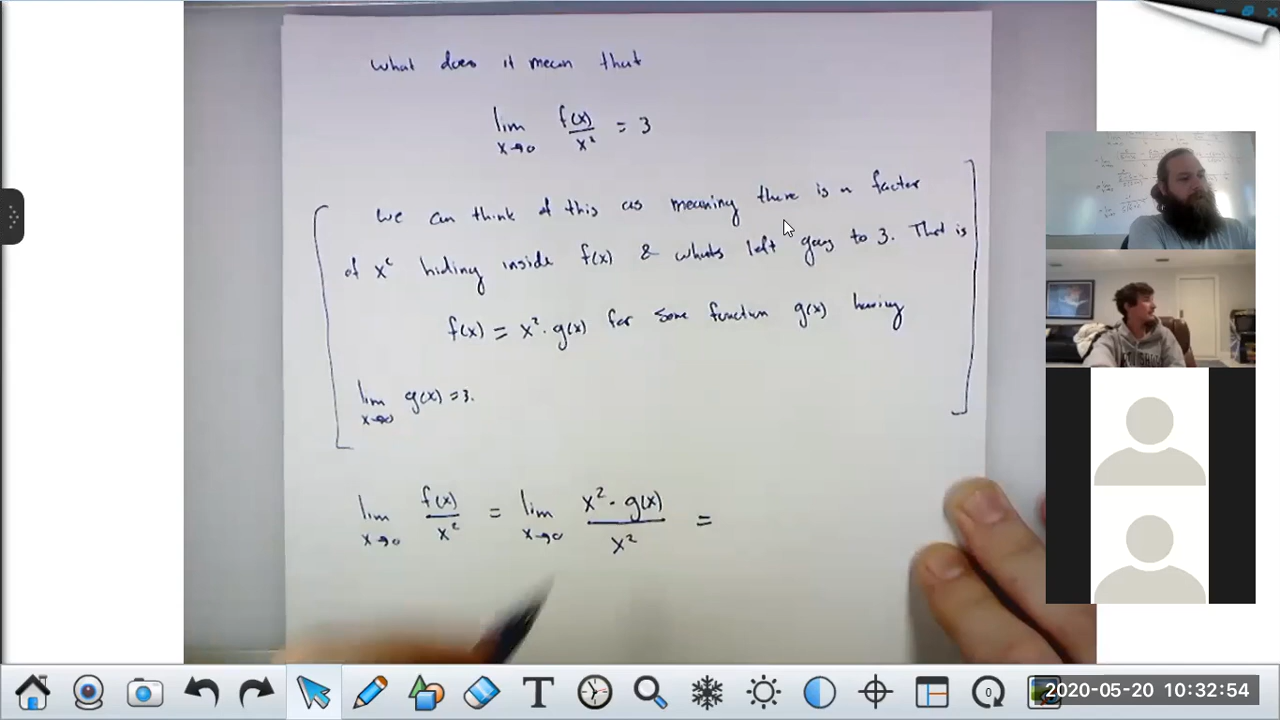 what does it mean that
lim x→0 f(x)/x² = 3
we can think of this as meaning there is a factor
of x² hiding inside f(x) & whats left goes to 3. That is
f(x) = x²·g(x) for some function g(x) having
lim x→0 g(x) = 3.
lim x→0 f(x)/x² = lim x→0 x²·g(x)/x² =
T
0
2020-05-20 10:32:54